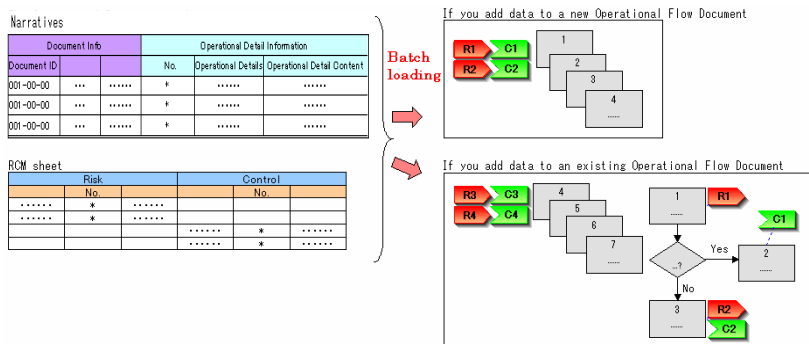 Narratives
Document Info Operational Detail Information
Document ID No. Operational Details Operational Detail Content
001-00-00 ... ...... * ...... ......
001-00-00 ... ...... * ...... ......
001-00-00 ... ...... * ...... ......
RCM sheet
Risk Control
No. No.
...... * ......
...... * ......
...... * ......
...... * ......
Batch
loading
If you add data to a new Operational Flow Document
R1 C1
R2 C2
1
2
3
4
......
If you add data to an existing Operational Flow Document
R3 C3
R4 C4
4
5
6
7
......
1
......
R1
C1
...?
Yes
2
......
No
3
......
R2
C2